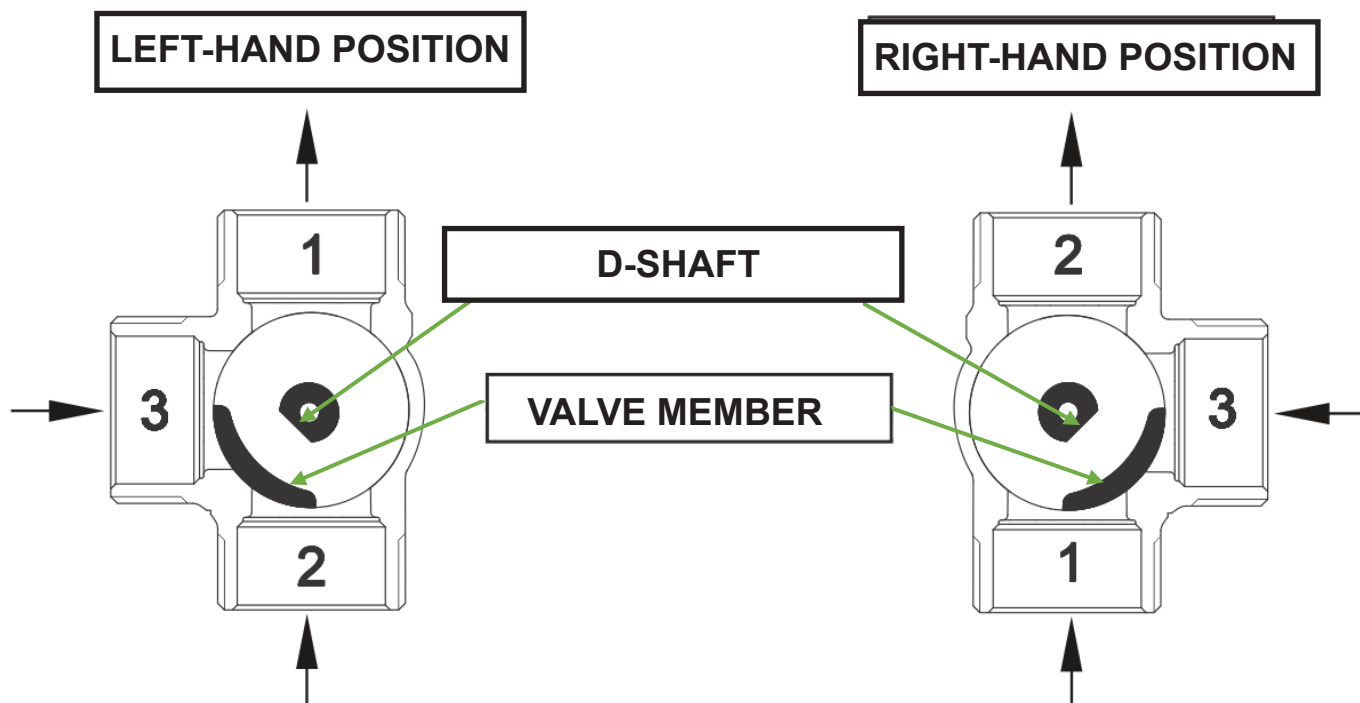 LEFT-HAND POSITION
RIGHT-HAND POSITION
1
2
D-SHAFT
3
VALVE MEMBER
3
2
1